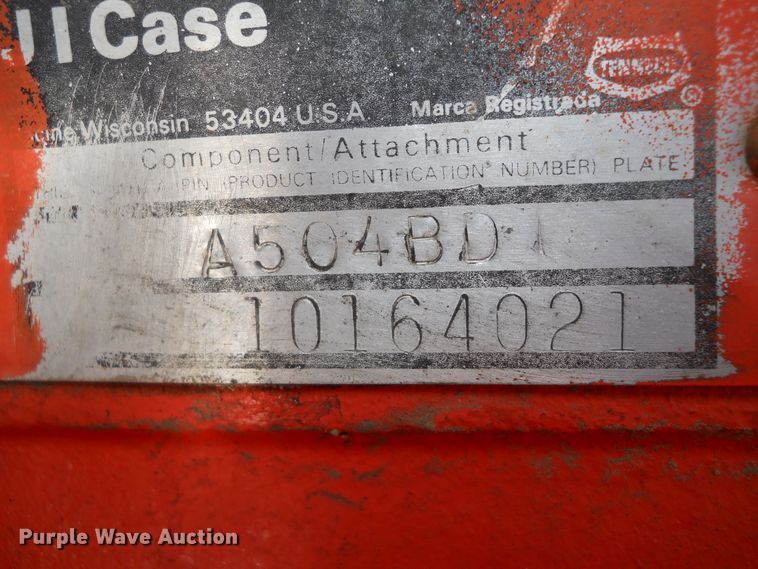 J I Case
Wisconsin 53404 U.S.A. Marca Registrada
TENNECO
®
Component/Attachment
PIN (PRODUCT IDENTIFICATION NUMBER) PLATE
A504BD
10164021
Purple Wave Auction®